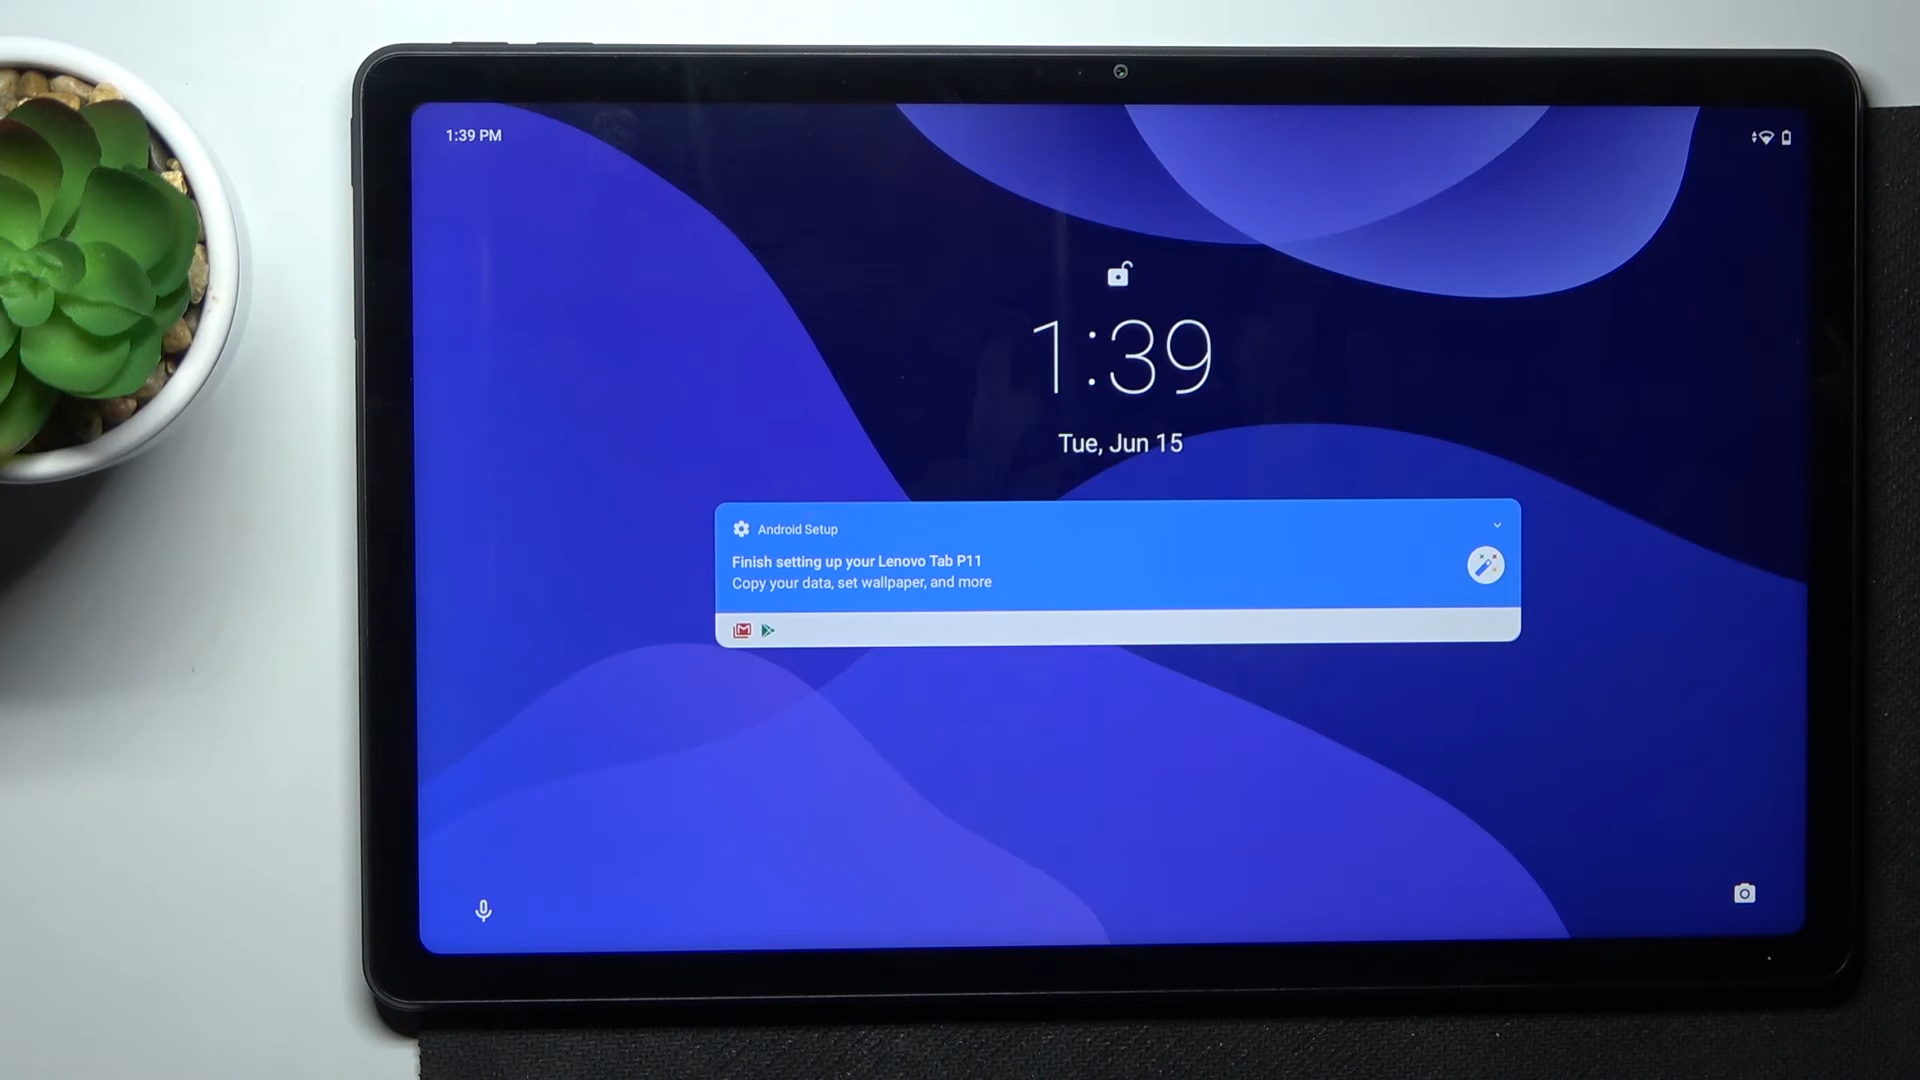 1:39 PM
1:39
Tue, Jun 15
Android Setup
Finish setting up your Lenovo Tab P11
Copy your data, set wallpaper, and more